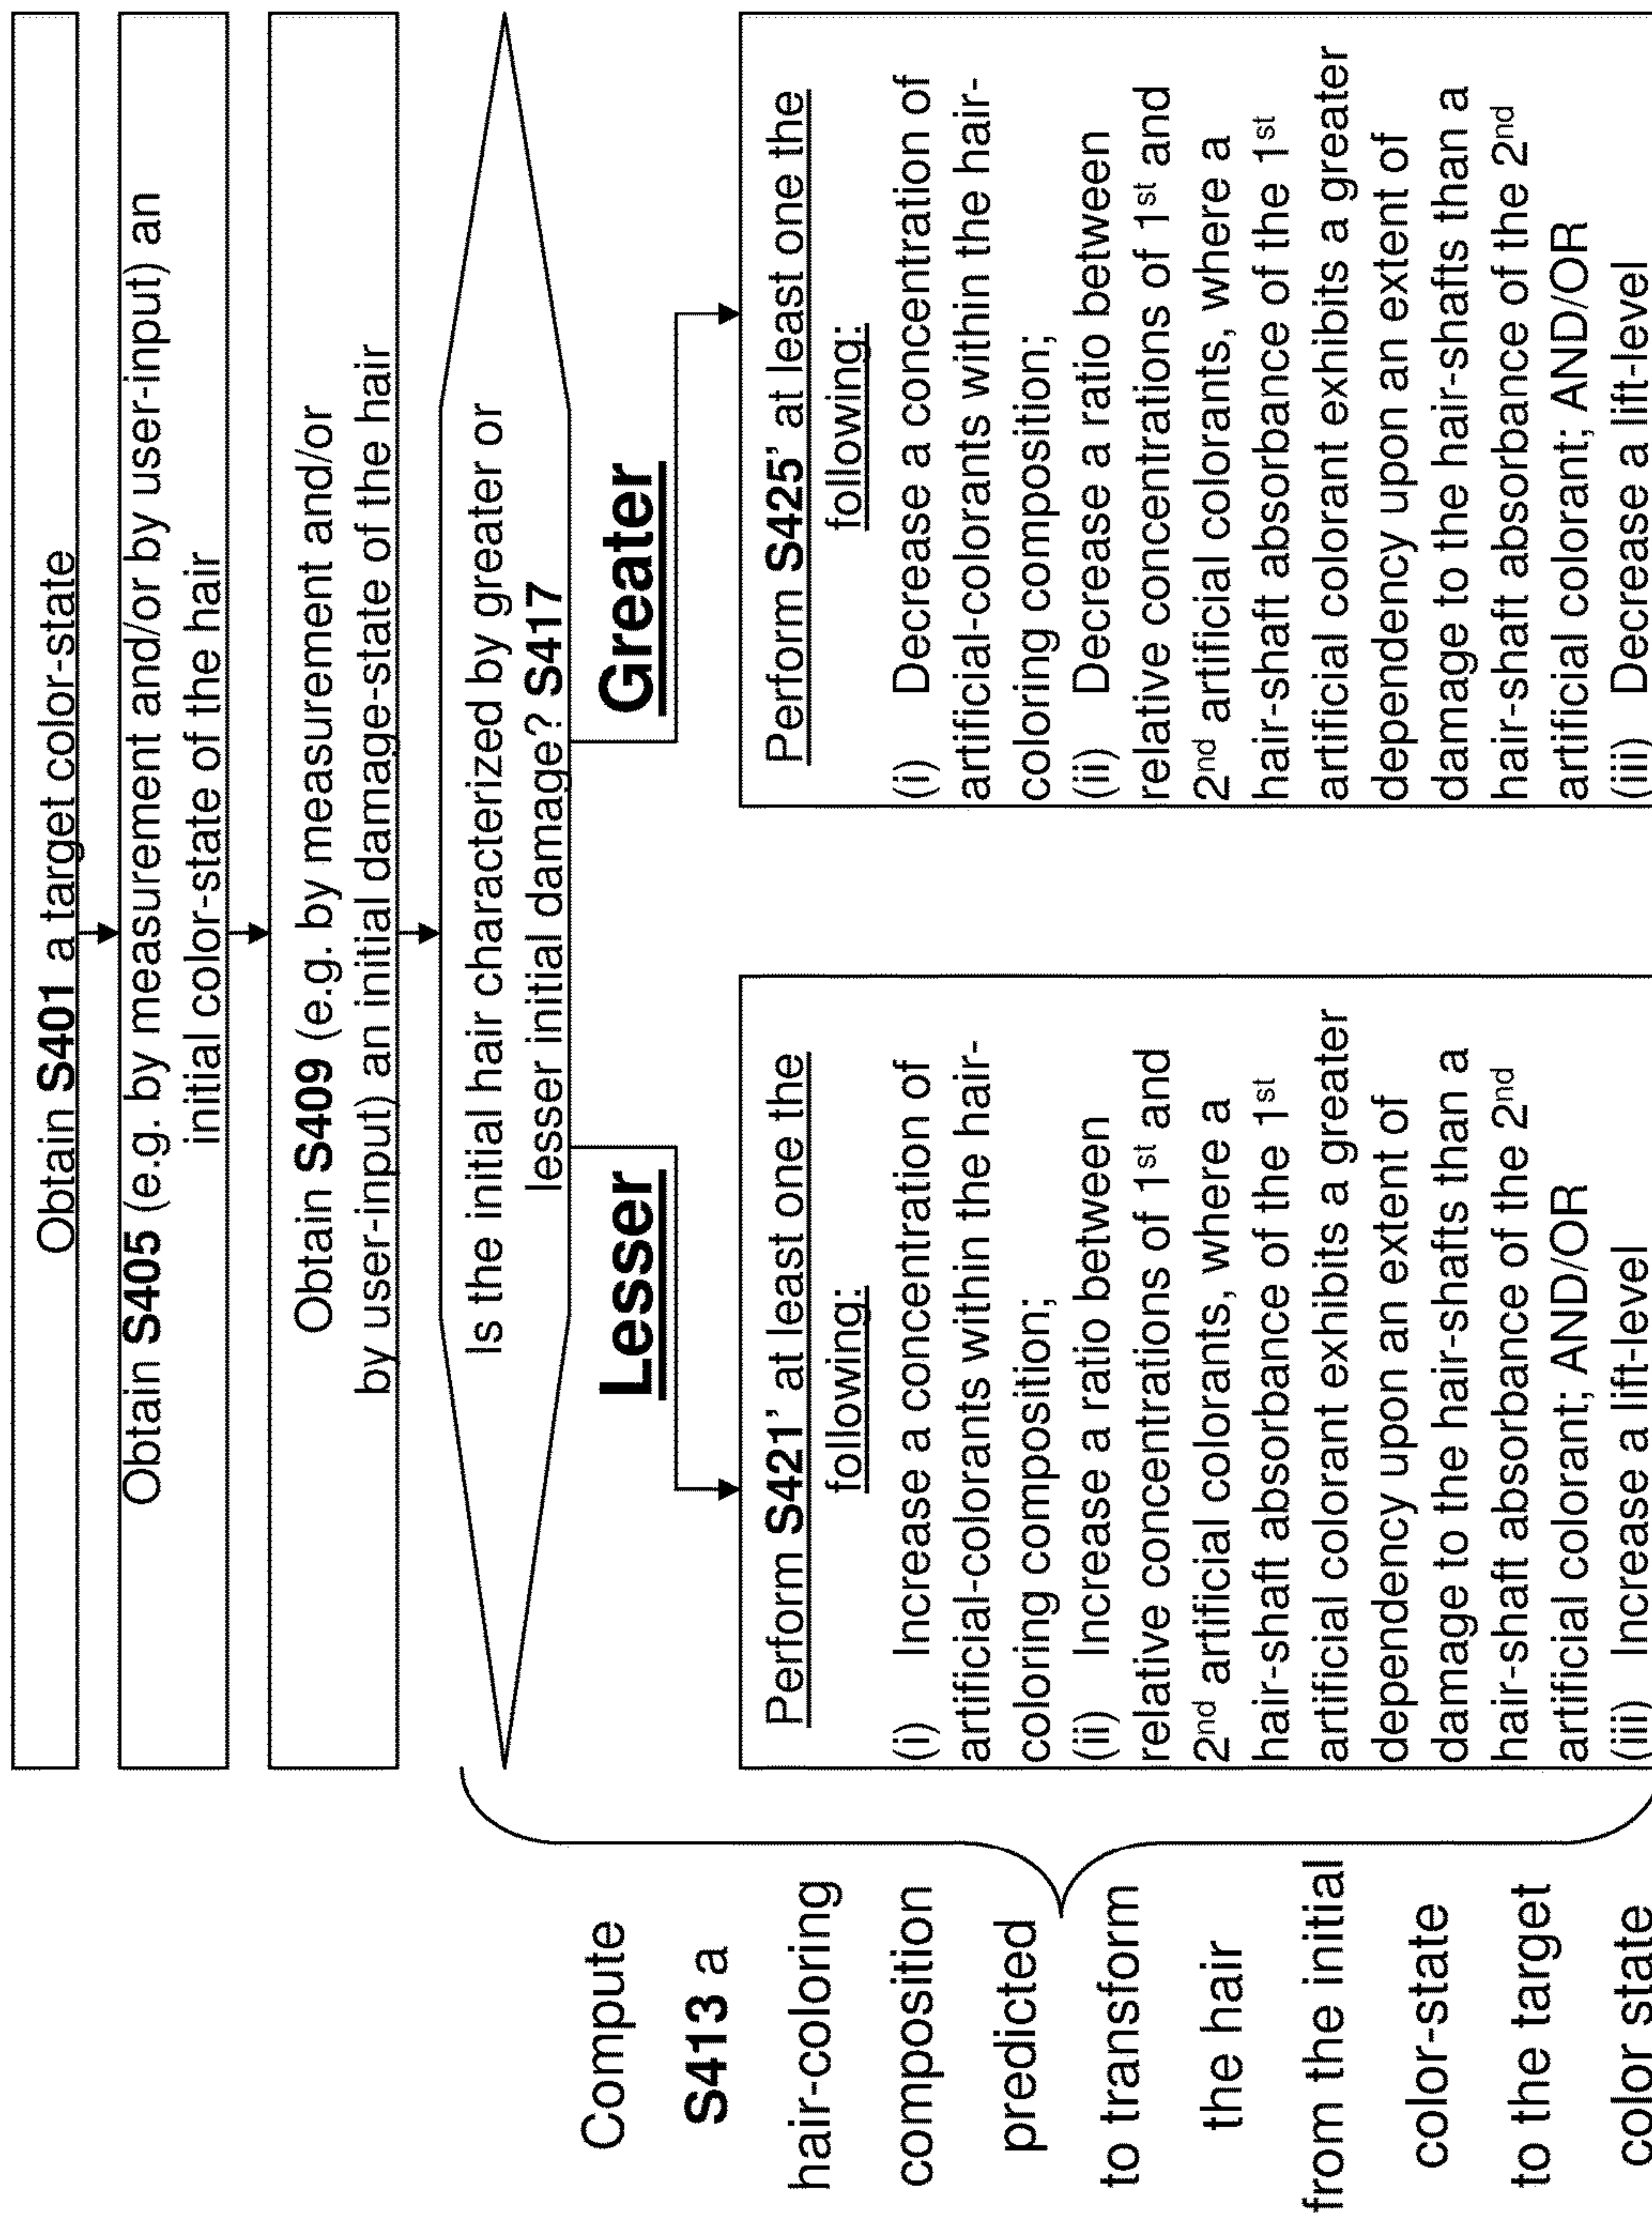 Obtain S401 a target color-state
Obtain S405 (e.g. by measurement and/or by user-input) an
initial color-state of the hair
Obtain S409 (e.g. by measurement and/or
by user-input) an initial damage-state of the hair
Is the initial hair characterized by greater or
lesser initial damage? S417
Lesser
Greater
Compute
S413 a
hair-coloring
composition
predicted
to transform
the hair
from the initial
color-state
to the target
color state
Perform S421' at least one the
following:
(i) Increase a concentration of
artificial-colorants within the hair-
coloring composition;
(ii) Increase a ratio between
relative concentrations of 1st and
2nd artificial colorants, where a
hair-shaft absorbance of the 1st
artificial colorant exhibits a greater
dependency upon an extent of
damage to the hair-shafts than a
hair-shaft absorbance of the 2nd
artificial colorant; AND/OR
(iii) Increase a lift-level
Perform S425' at least one the
following:
(i) Decrease a concentration of
artificial-colorants within the hair-
coloring composition;
(ii) Decrease a ratio between
relative concentrations of 1st and
2nd artificial colorants, where a
hair-shaft absorbance of the 1st
artificial colorant exhibits a greater
dependency upon an extent of
damage to the hair-shafts than a
hair-shaft absorbance of the 2nd
artificial colorant; AND/OR
(iii) Decrease a lift-level